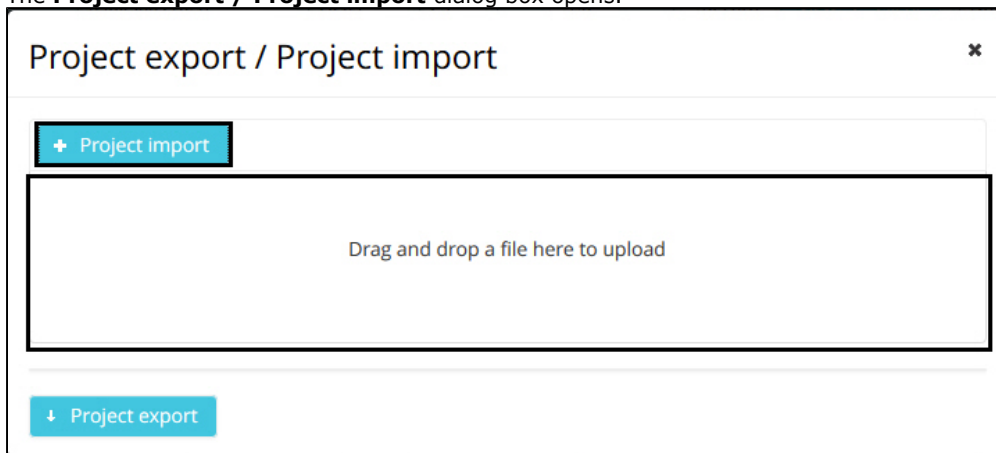 The Project export / Project import dialog box opens.
Project export / Project import
Project import
Drag and drop a file here to upload
Project export